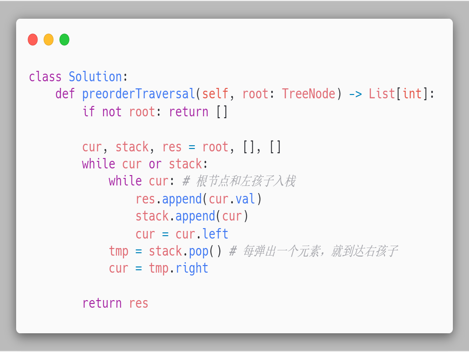 class Solution:
    def preorderTraversal(self, root: TreeNode) -> List[int]:
        if not root: return []

        cur, stack, res = root, [], []
        while cur or stack:
            while cur: # 根节点和左孩子入栈
                res.append(cur.val)
                stack.append(cur)
                cur = cur.left
            tmp = stack.pop() # 每弹出一个元素，就到达右孩子
            cur = tmp.right

        return res